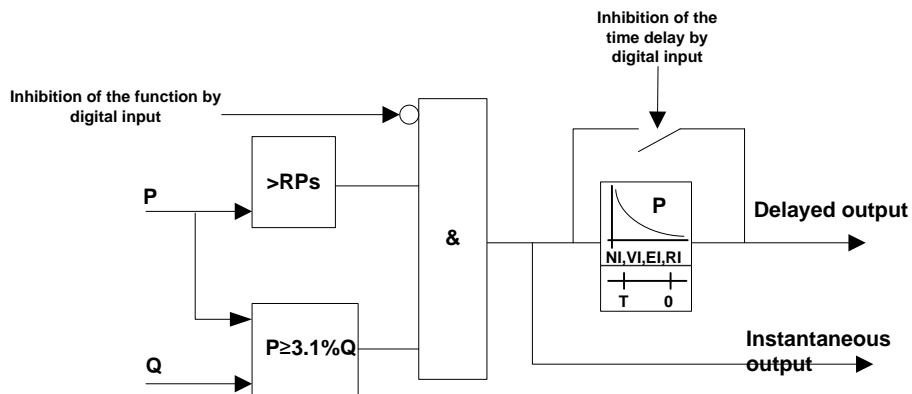 Inhibition of the
time delay by
digital input
Inhibition of the function by
digital input
>RPs
P
&
P
NI,VI,EI,RI
T 0
Delayed output
P≥3.1%Q
Q
Instantaneous
output